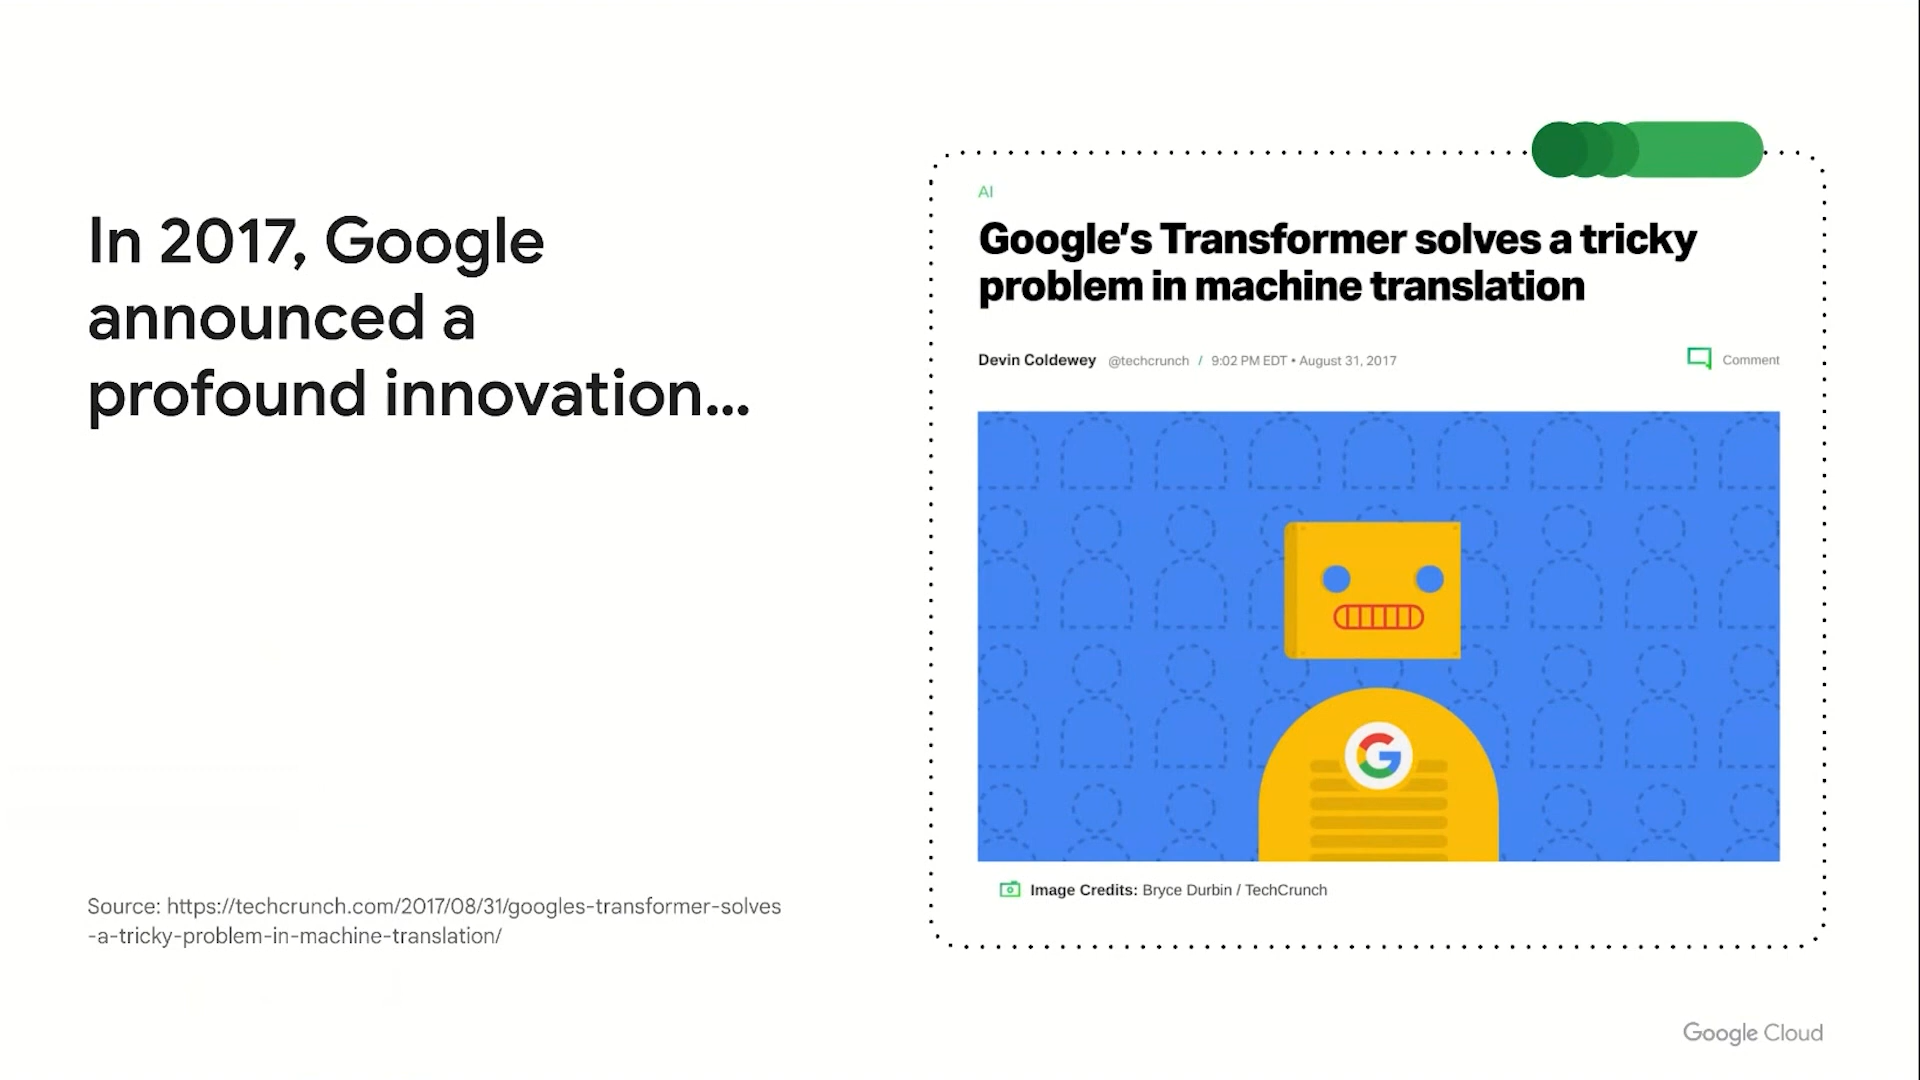 In 2017, Google
announced a
profound innovation...
Source: https://techcrunch.com/2017/08/31/googles-transformer-solves
-a-tricky-problem-in-machine-translation/
AI
Google's Transformer solves a tricky
problem in machine translation
Devin Coldewey @techcrunch / 9:02 PM EDT • August 31, 2017
Comment
G
Image Credits: Bryce Durbin / TechCrunch
Google Cloud